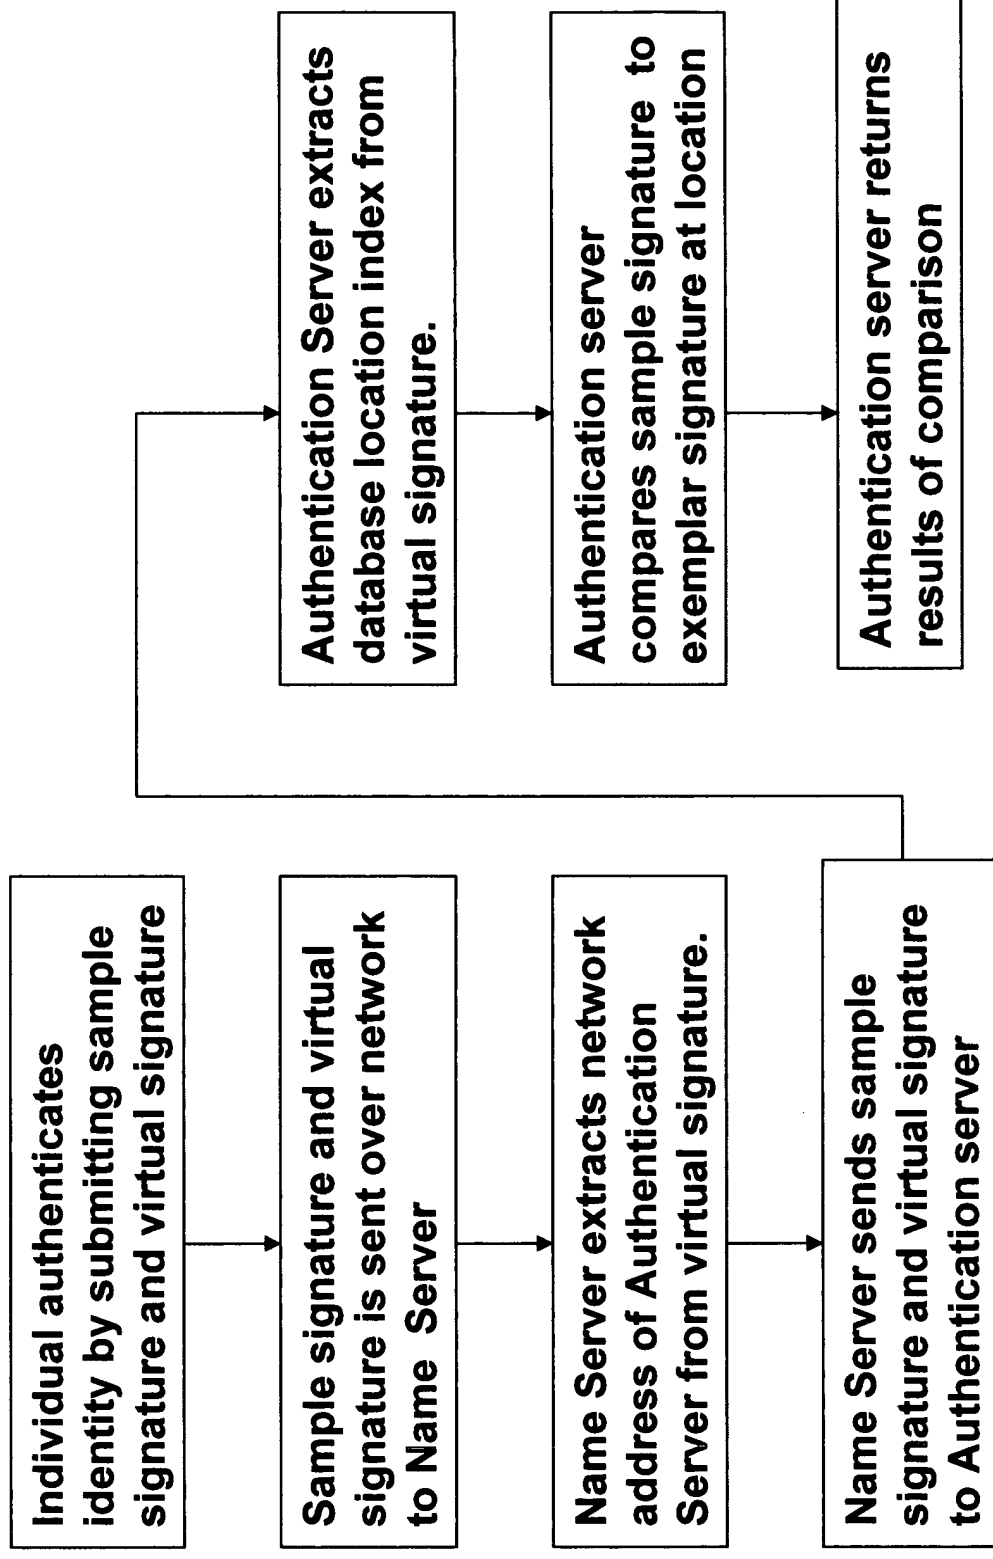 Individual authenticates
identity by submitting sample
signature and virtual signature
Sample signature and virtual
signature is sent over network
to Name Server
Name Server extracts network
address of Authentication
Server from virtual signature.
Name Server sends sample
signature and virtual signature
to Authentication server
Authentication Server extracts
database location index from
virtual signature.
Authentication server
compares sample signature to
exemplar signature at location
Authentication server returns
results of comparison